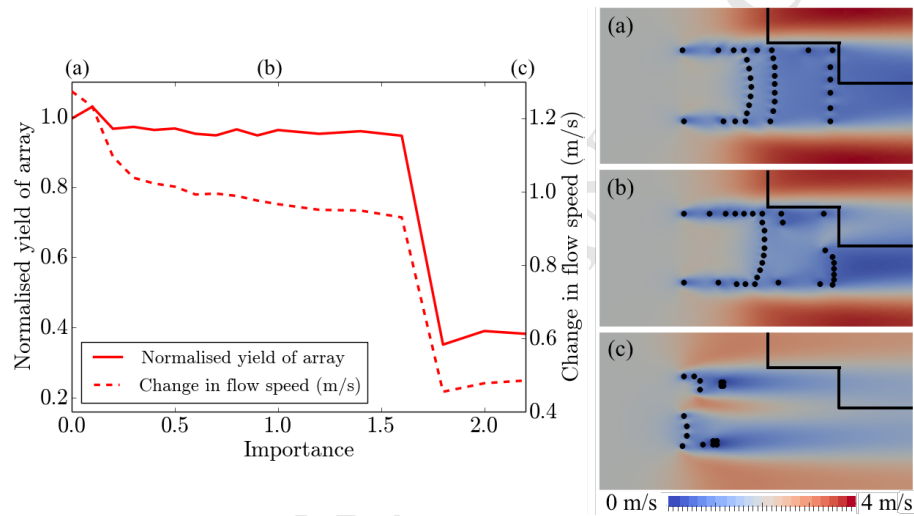 (a) (b) (c)
1.0
0.8
0.6
0.4
0.2
Normalised yield of array
1.2
1.0
0.8
0.6
0.4
Change in flow speed (m/s)
Normalised yield of array
Change in flow speed (m/s)
0.0 0.5 1.0 1.5 2.0
Importance
(a)
(b)
(c)
0 m/s 4 m/s